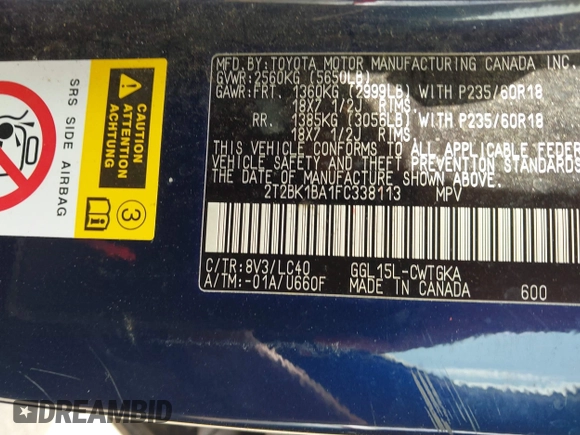 MFD.BY:TOYOTA MOTOR MANUFACTURING CANADA INC.
GVWR:2560KG (5650LB)
GAWR:FRT. 1360KG (2999LB) WITH P235/60R18
18X7 1/2J RIMS.
RR. 1385KG (3056LB) WITH P235/60R18
18X7 1/2J RIMS.
THIS VEHICLE CONFORMS TO ALL APPLICABLE FEDER
VEHICLE SAFETY AND THEFT PREVENTION STANDARDS
THE DATE OF MANUFACTURE SHOWN ABOVE.
2T2BK1BA1FC338113 MPV
C/TR:8V3/LC40 GGL15L-CWTGKA
A/TM:-01A/U660F MADE IN CANADA 600
CAUTION
ATTENTION
ACHTUNG
SRS SIDE AIRBAG
3
DREAMBID